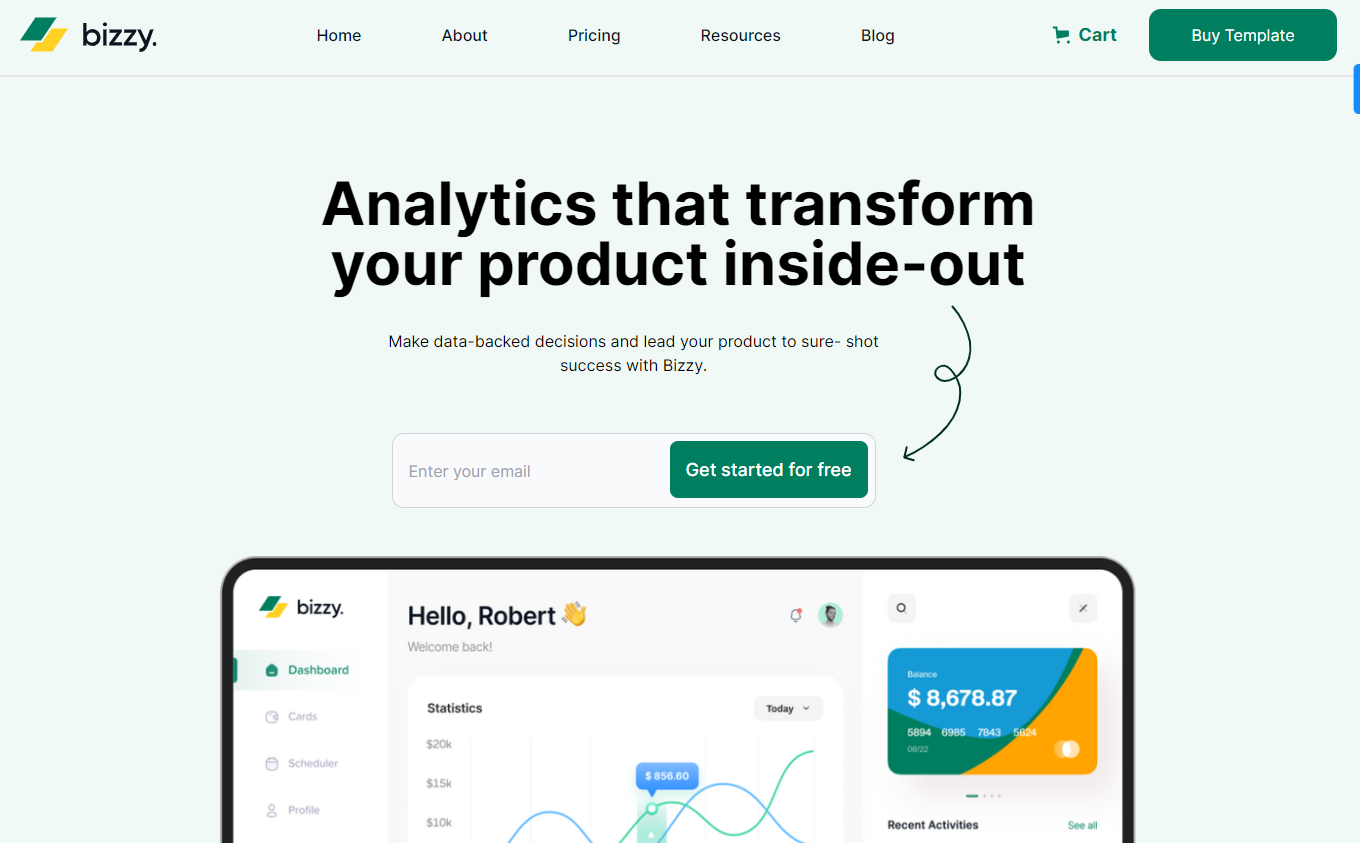 bizzy.
Home
About
Pricing
Resources
Blog
Cart
Buy Template
Analytics that transform
your product inside-out
Make data-backed decisions and lead your product to sure- shot
success with Bizzy.
Enter your email
Get started for free
bizzy.
Dashboard
Cards
Scheduler
Profile
Hello, Robert 👋
Welcome back!
Statistics
Today
$20k
$15k
$10k
$ 856.60
Balance
$ 8,678.87
5894 6985 7843 5624
08/22
Recent Activities
See all